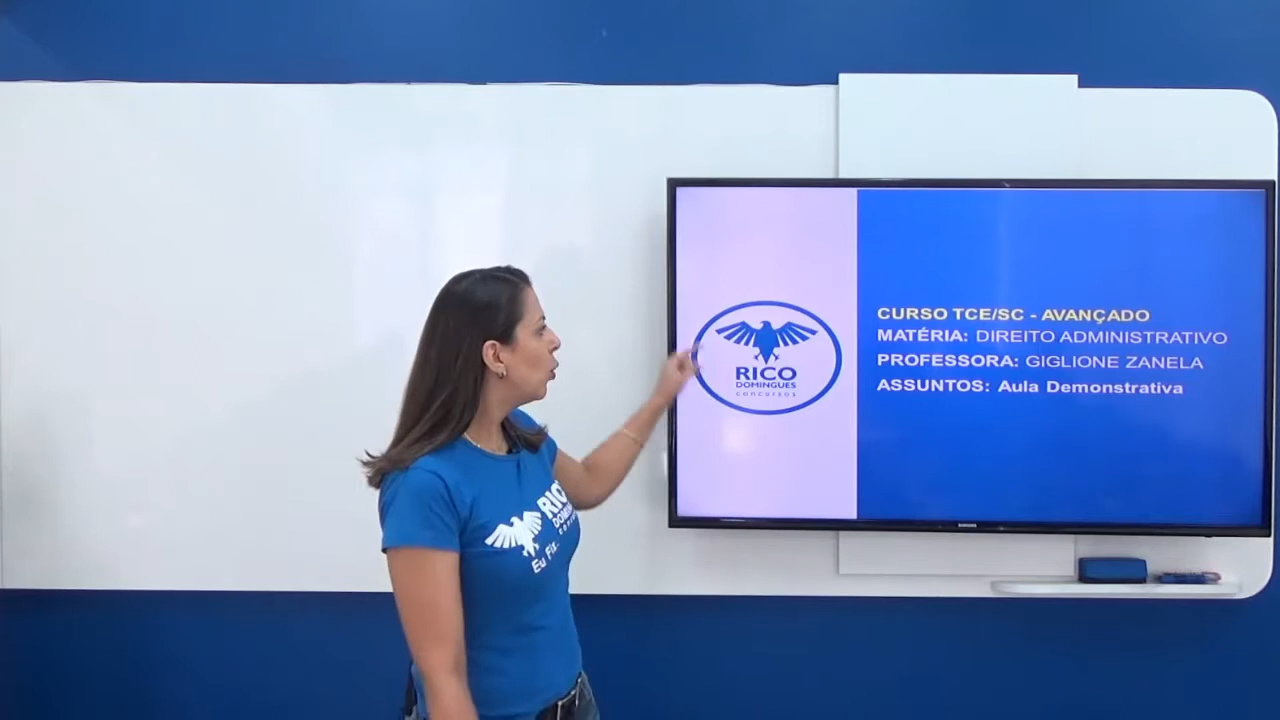 CURSO TCE/SC - AVANÇADO
MATÉRIA: DIREITO ADMINISTRATIVO
PROFESSORA: GIGLIONE ZANELA
ASSUNTOS: Aula Demonstrativa
RICO
DOMINGUES
concursos
RICO
Eu Fiz.
SAMSUNG